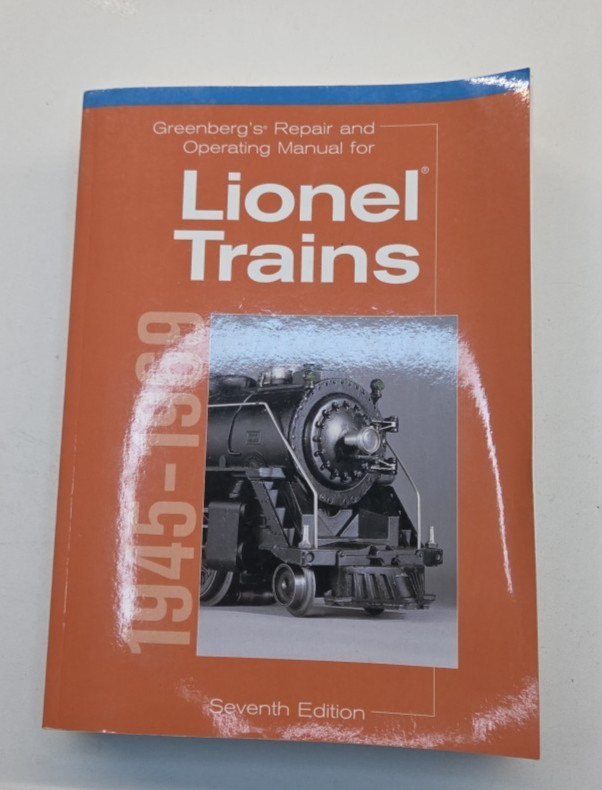 Greenberg's® Repair and
Operating Manual for
Lionel®
Trains
1945-1969
Seventh Edition